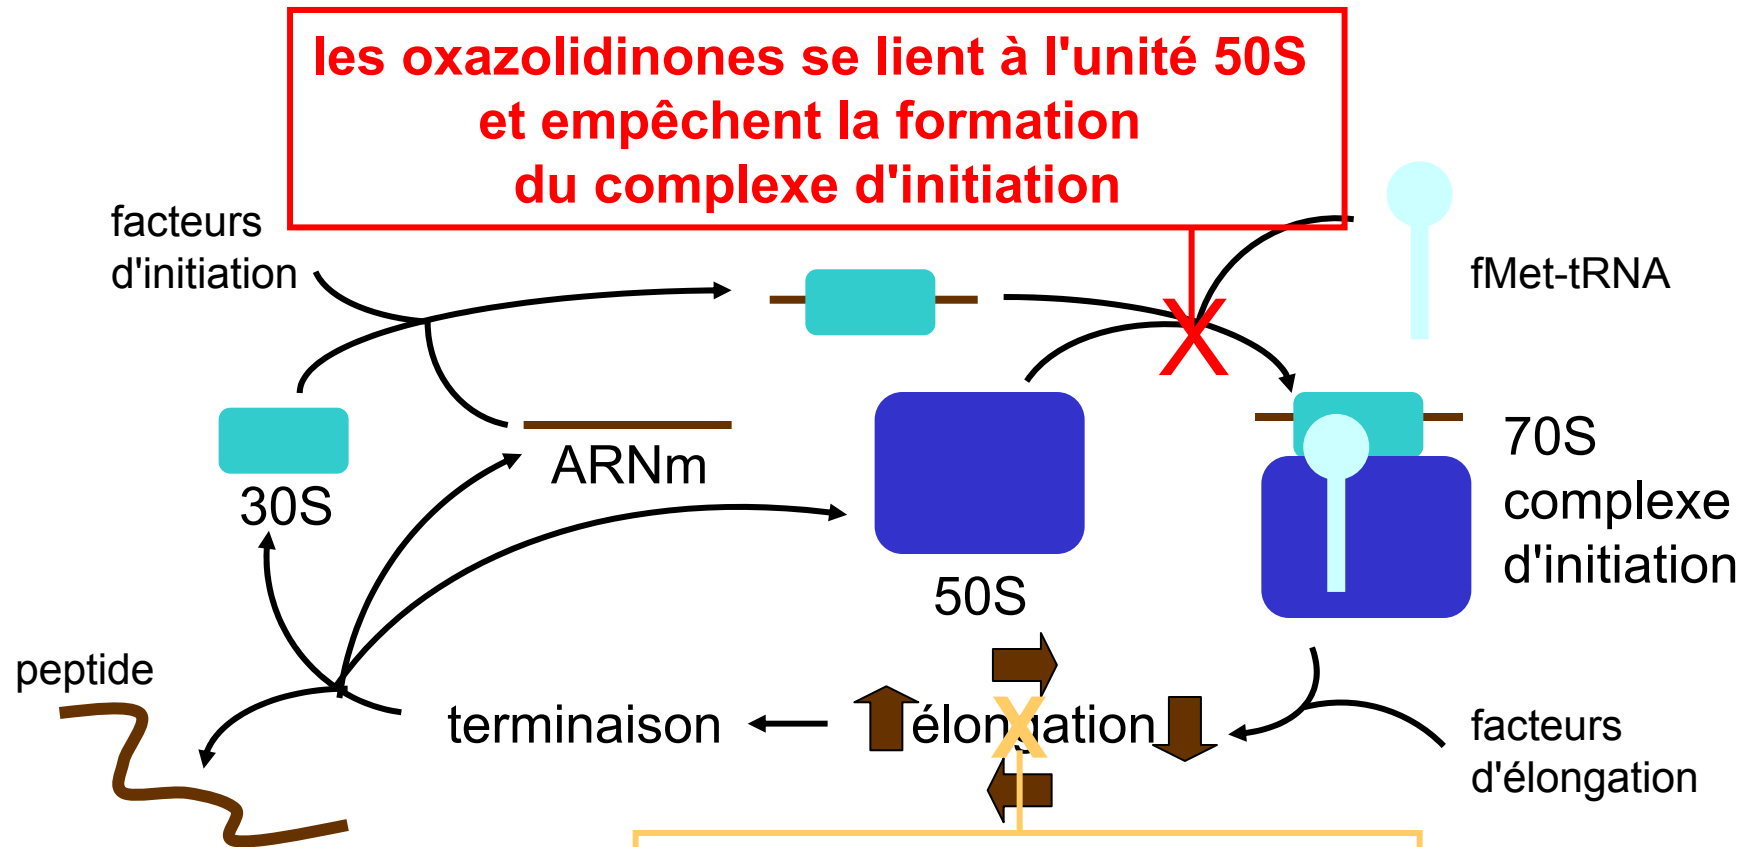 les oxazolidinones se lient à l'unité 50S
et empêchent la formation
du complexe d'initiation
facteurs
d'initiation
fMet-tRNA
X
30S
ARNm
50S
70S
complexe
d'initiation
peptide
terminaison
élongation
X
facteurs
d'élongation